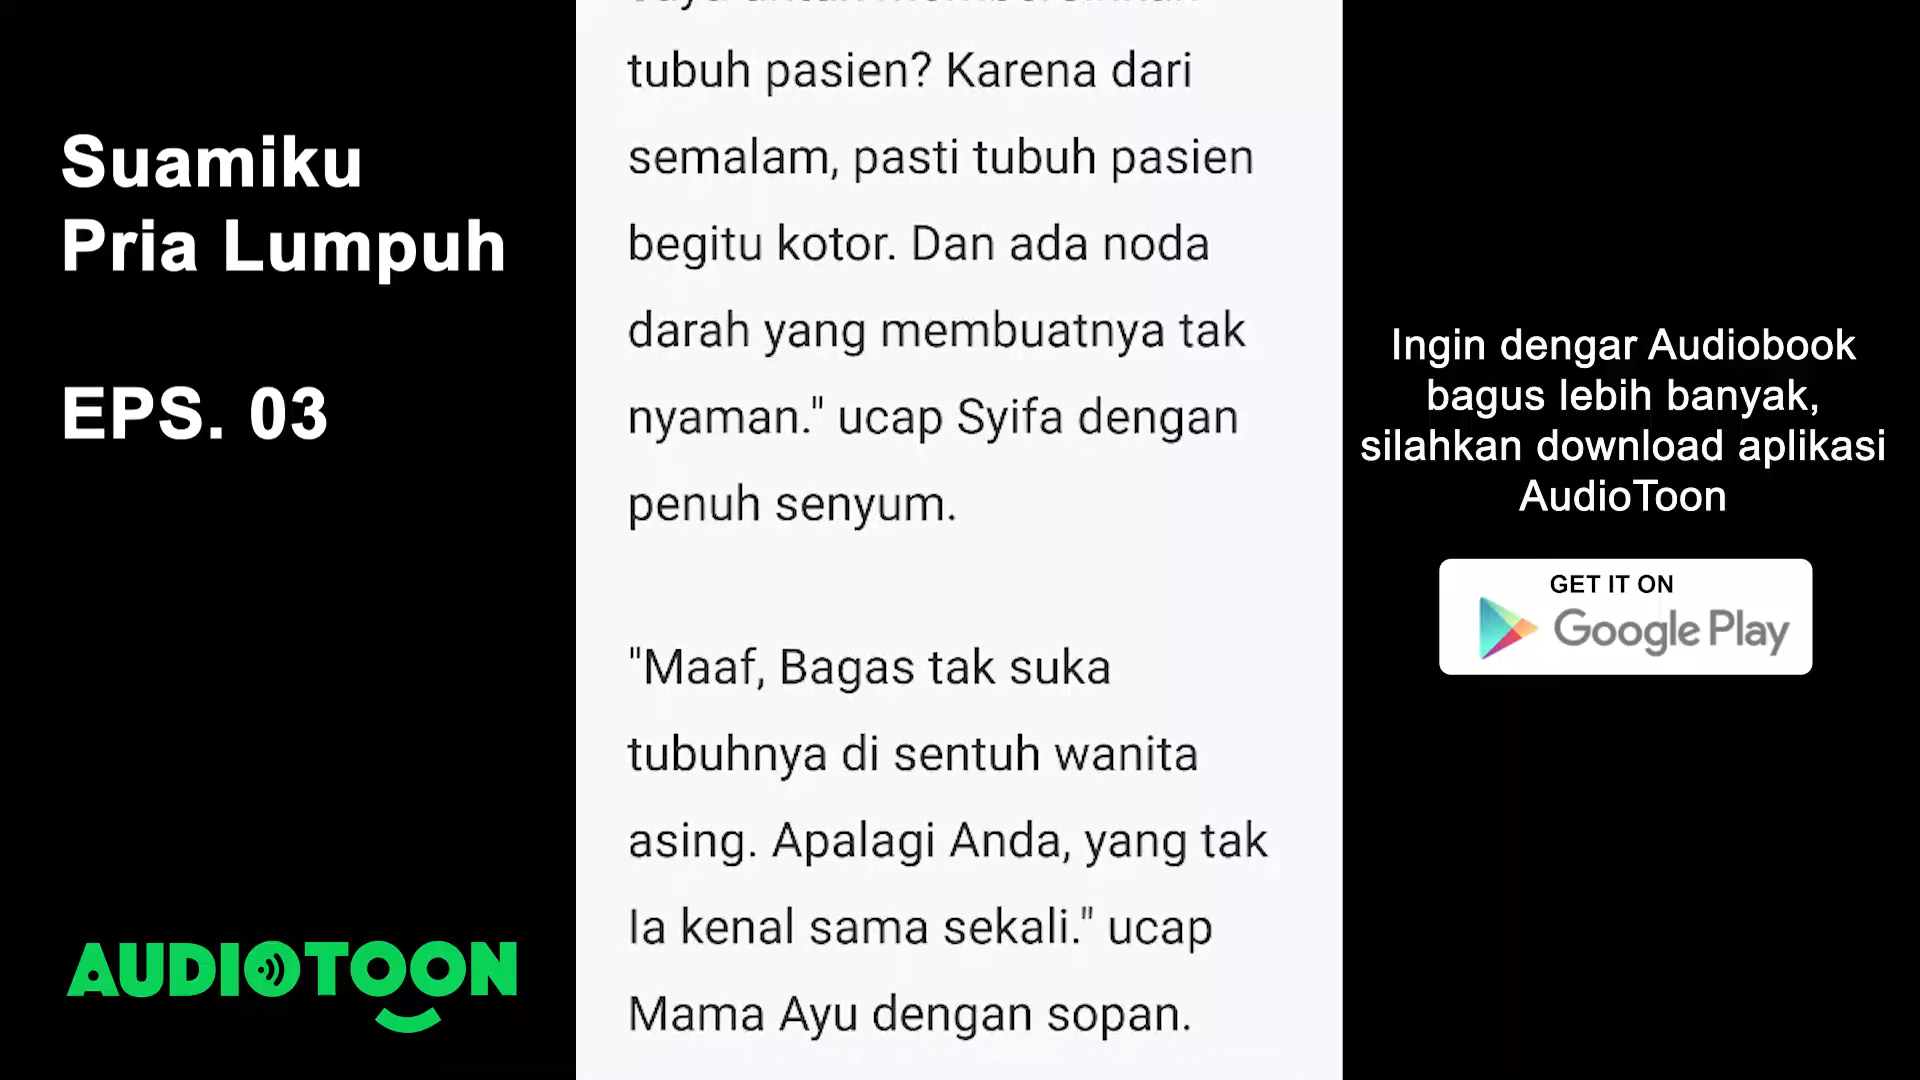 Suamiku
Pria Lumpuh
EPS. 03
AUDIOTOON
tubuh pasien? Karena dari
semalam, pasti tubuh pasien
begitu kotor. Dan ada noda
darah yang membuatnya tak
nyaman." ucap Syifa dengan
penuh senyum.
"Maaf, Bagas tak suka
tubuhnya di sentuh wanita
asing. Apalagi Anda, yang tak
Ia kenal sama sekali." ucap
Mama Ayu dengan sopan.
Ingin dengar Audiobook
bagus lebih banyak,
silahkan download aplikasi
AudioToon
GET IT ON
Google Play